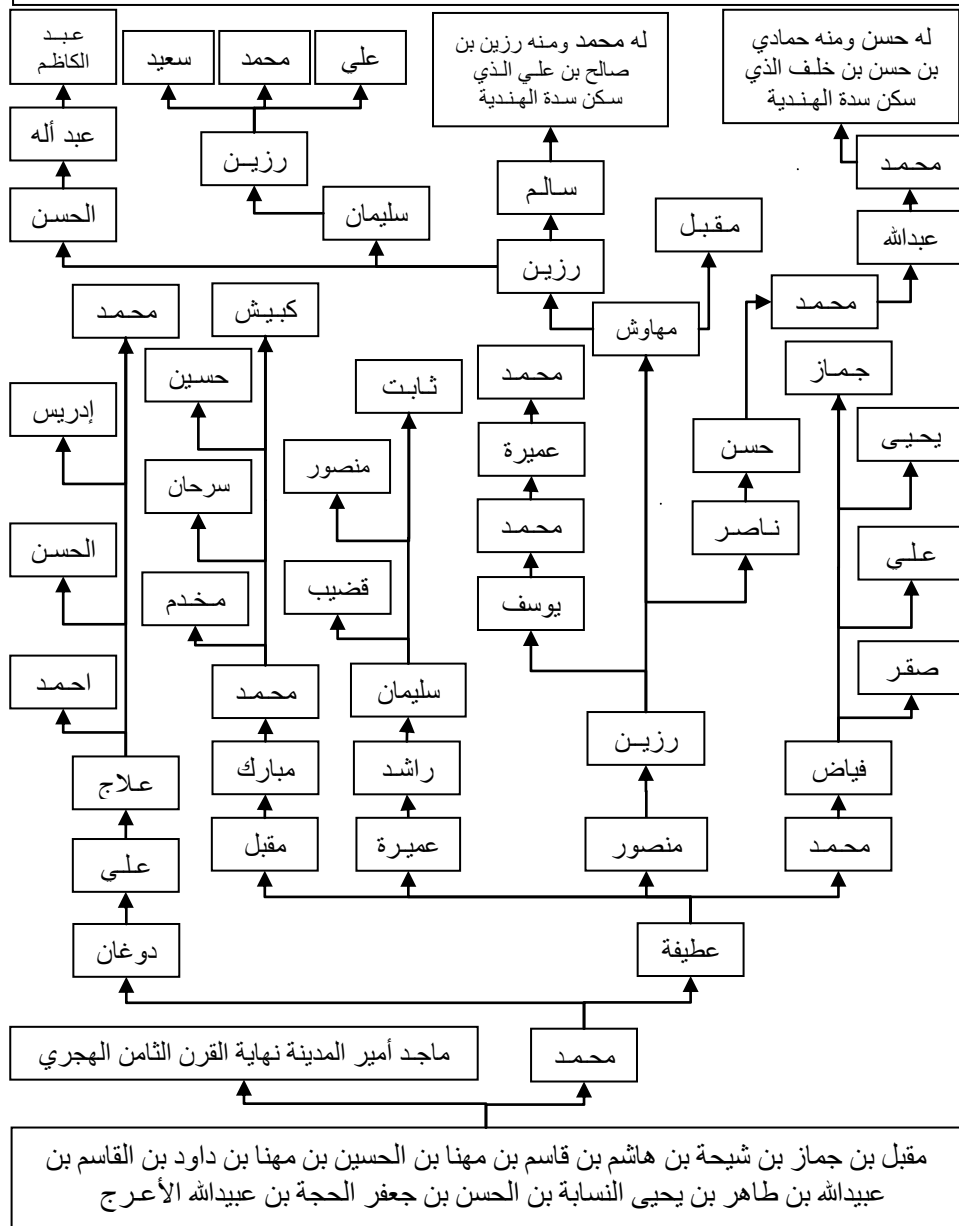 عبد
الكاظم
سعيد
محمد
علي
له محمد ومنه رزين بن
صالح بن علي الذي
سكن سدة الهندية
له حسن ومنه حمادي
بن حسن بن خلف الذي
سكن سدة الهندية
عبد أله
رزين
سالم
محمد
الحسن
سليمان
مقبل
عبدالله
رزين
محمد
كبيش
محمد
مهاوش
حسين
ثابت
محمد
جماز
إدريس
عميرة
حسن
يحيى
سرحان
منصور
الحسن
محمد
ناصر
علي
مخدم
قضيب
يوسف
احمد
محمد
سليمان
صقر
رزين
علاج
مبارك
راشد
فياض
علي
مقبل
عميرة
منصور
محمد
دوغان
عطيفة
ماجد أمير المدينة نهاية القرن الثامن الهجري
محمد
مقبل بن جماز بن شيحة بن هاشم بن قاسم بن مهنا بن الحسين بن مهنا بن داود بن القاسم بن
عبيدالله بن طاهر بن يحيى النسابة بن الحسن بن جعفر الحجة بن عبيدالله الأعرج